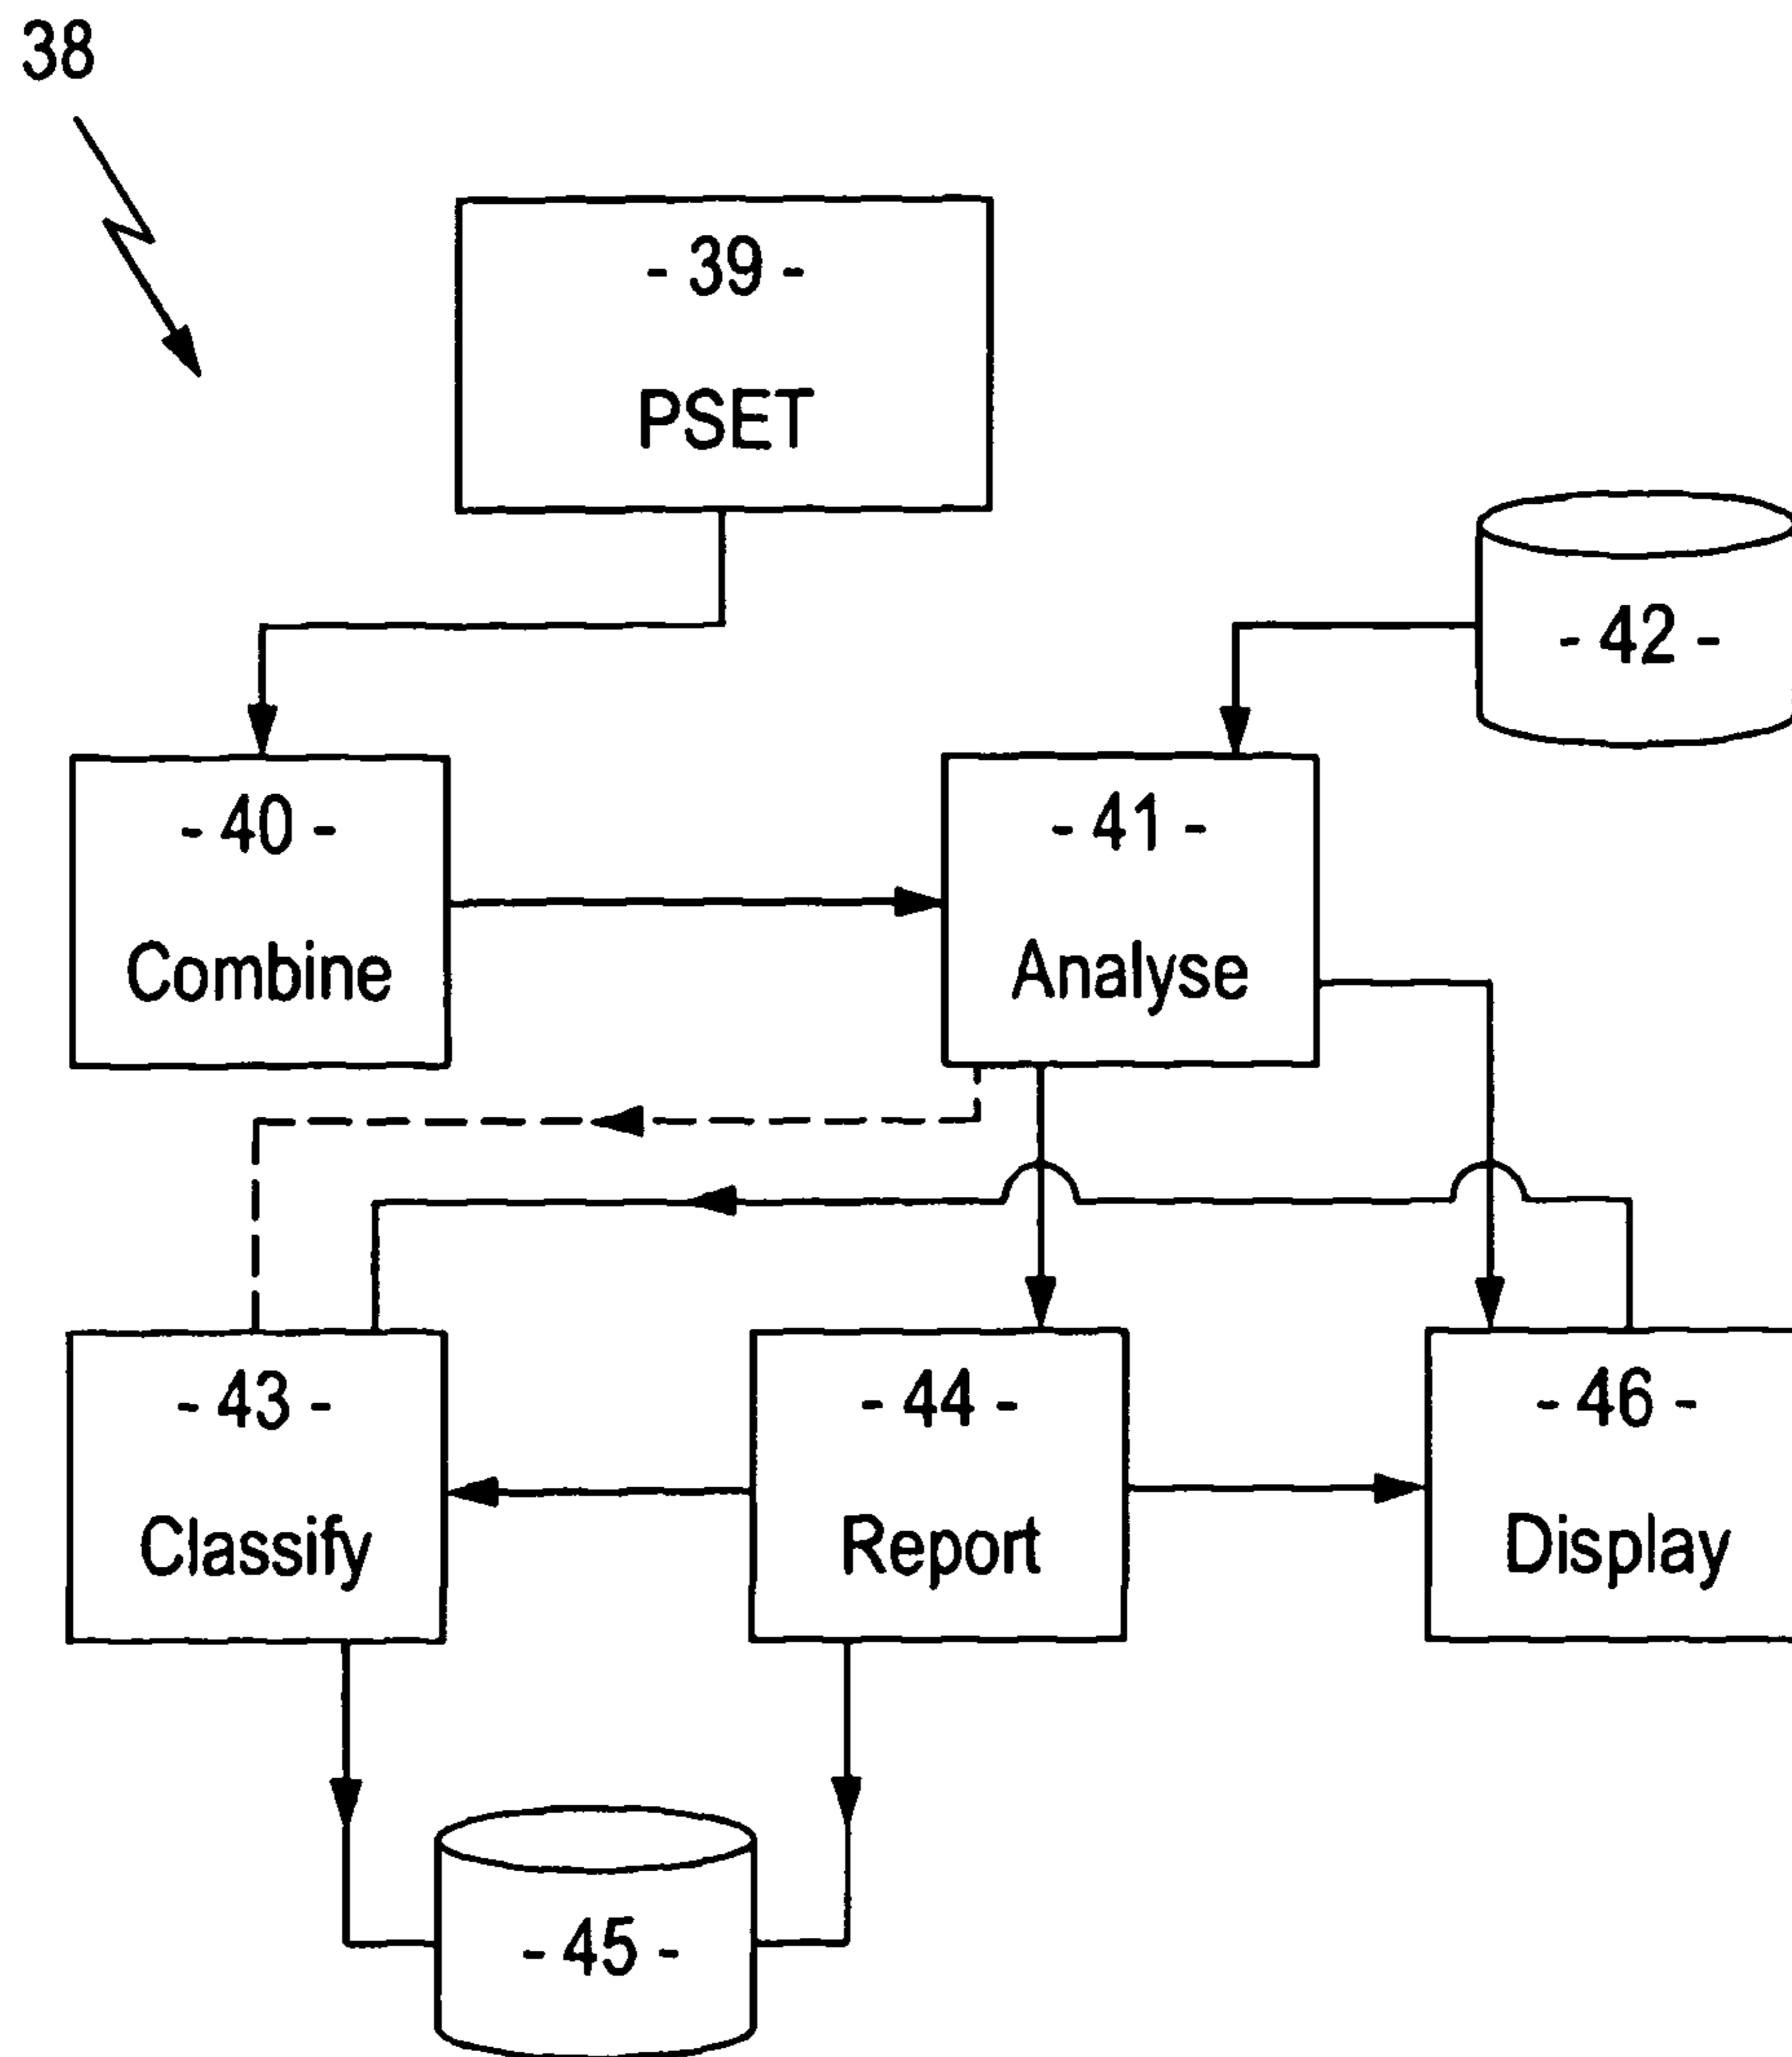 38
- 39 -
PSET
- 42 -
- 40 -
Combine
- 41 -
Analyse
- 43 -
Classify
- 44 -
Report
- 46 -
Display
- 45 -